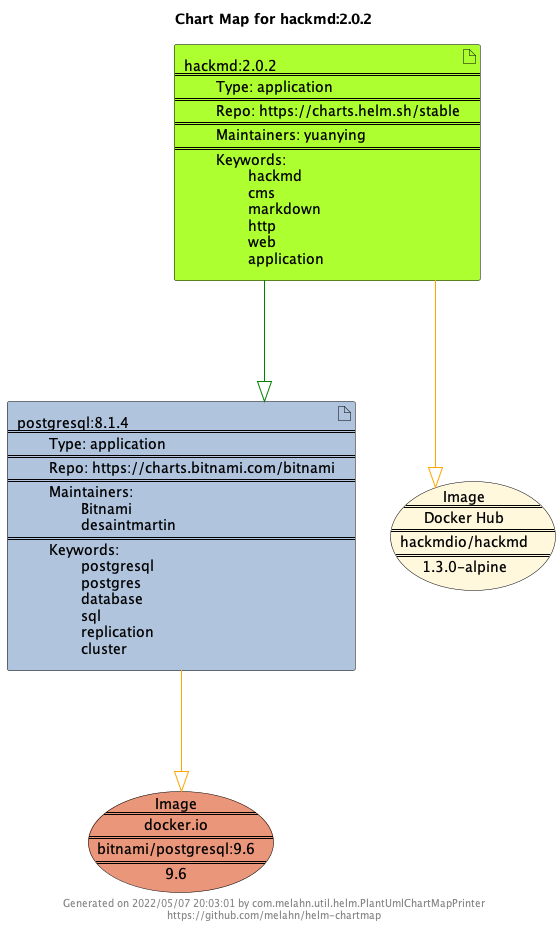 Chart Map for hackmd:2.0.2
hackmd:2.0.2
Type: application
Repo: https://charts.helm.sh/stable
Maintainers: yuanying
Keywords:
hackmd
cms
markdown
http
web
application
postgresql:8.1.4
Type: application
Repo: https://charts.bitnami.com/bitnami
Maintainers:
Bitnami
desaintmartin
Keywords:
postgresql
postgres
database
sql
replication
cluster
Image
Docker Hub
hackmdio/hackmd
1.3.0-alpine
Image
docker.io
bitnami/postgresql:9.6
9.6
Generated on 2022/05/07 20:03:01 by com.melahn.util.helm.PlantUmlChartMapPrinter
https://github.com/melahn/helm-chartmap